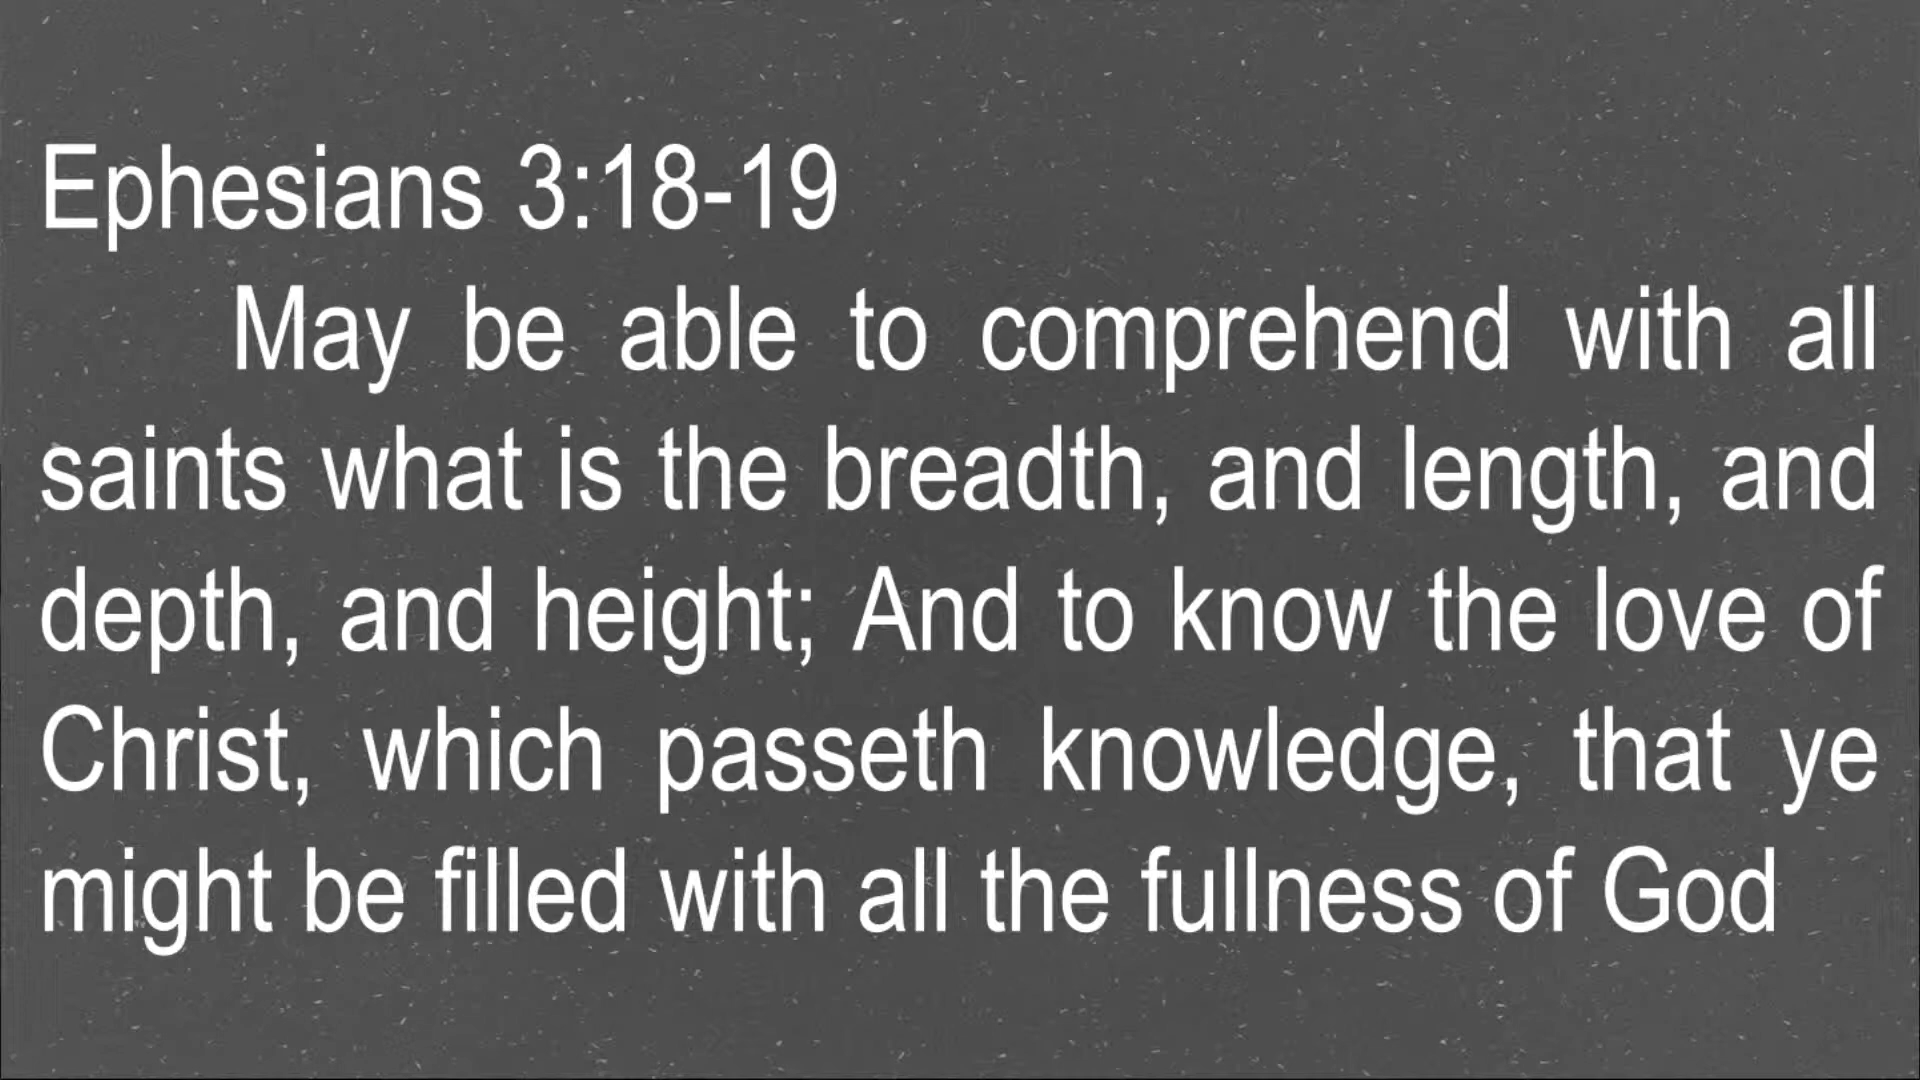 Ephesians 3:18-19
May be able to comprehend with all
saints what is the breadth, and length, and
depth, and height; And to know the love of
Christ, which passeth knowledge, that ye
might be filled with all the fullness of God